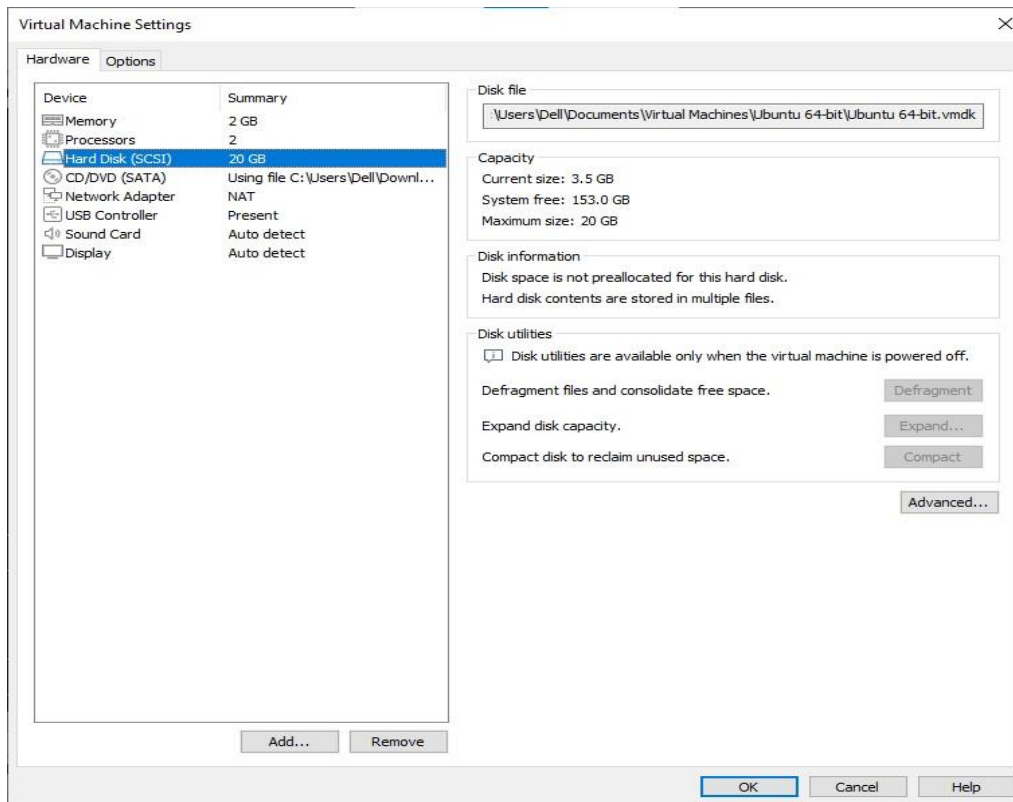 Virtual Machine Settings
Hardware Options
Device Summary
Memory 2 GB
Processors 2
Hard Disk (SCSI) 20 GB
CD/DVD (SATA) Using file C:\Users\Dell\Downl...
Network Adapter NAT
USB Controller Present
Sound Card Auto detect
Display Auto detect
Add... Remove
Disk file
:\Users\Dell\Documents\Virtual Machines\Ubuntu 64-bit\Ubuntu 64-bit.vmdk
Capacity
Current size: 3.5 GB
System free: 153.0 GB
Maximum size: 20 GB
Disk information
Disk space is not preallocated for this hard disk.
Hard disk contents are stored in multiple files.
Disk utilities
Disk utilities are available only when the virtual machine is powered off.
Defragment files and consolidate free space. Defragment
Expand disk capacity. Expand...
Compact disk to reclaim unused space. Compact
Advanced...
OK Cancel Help